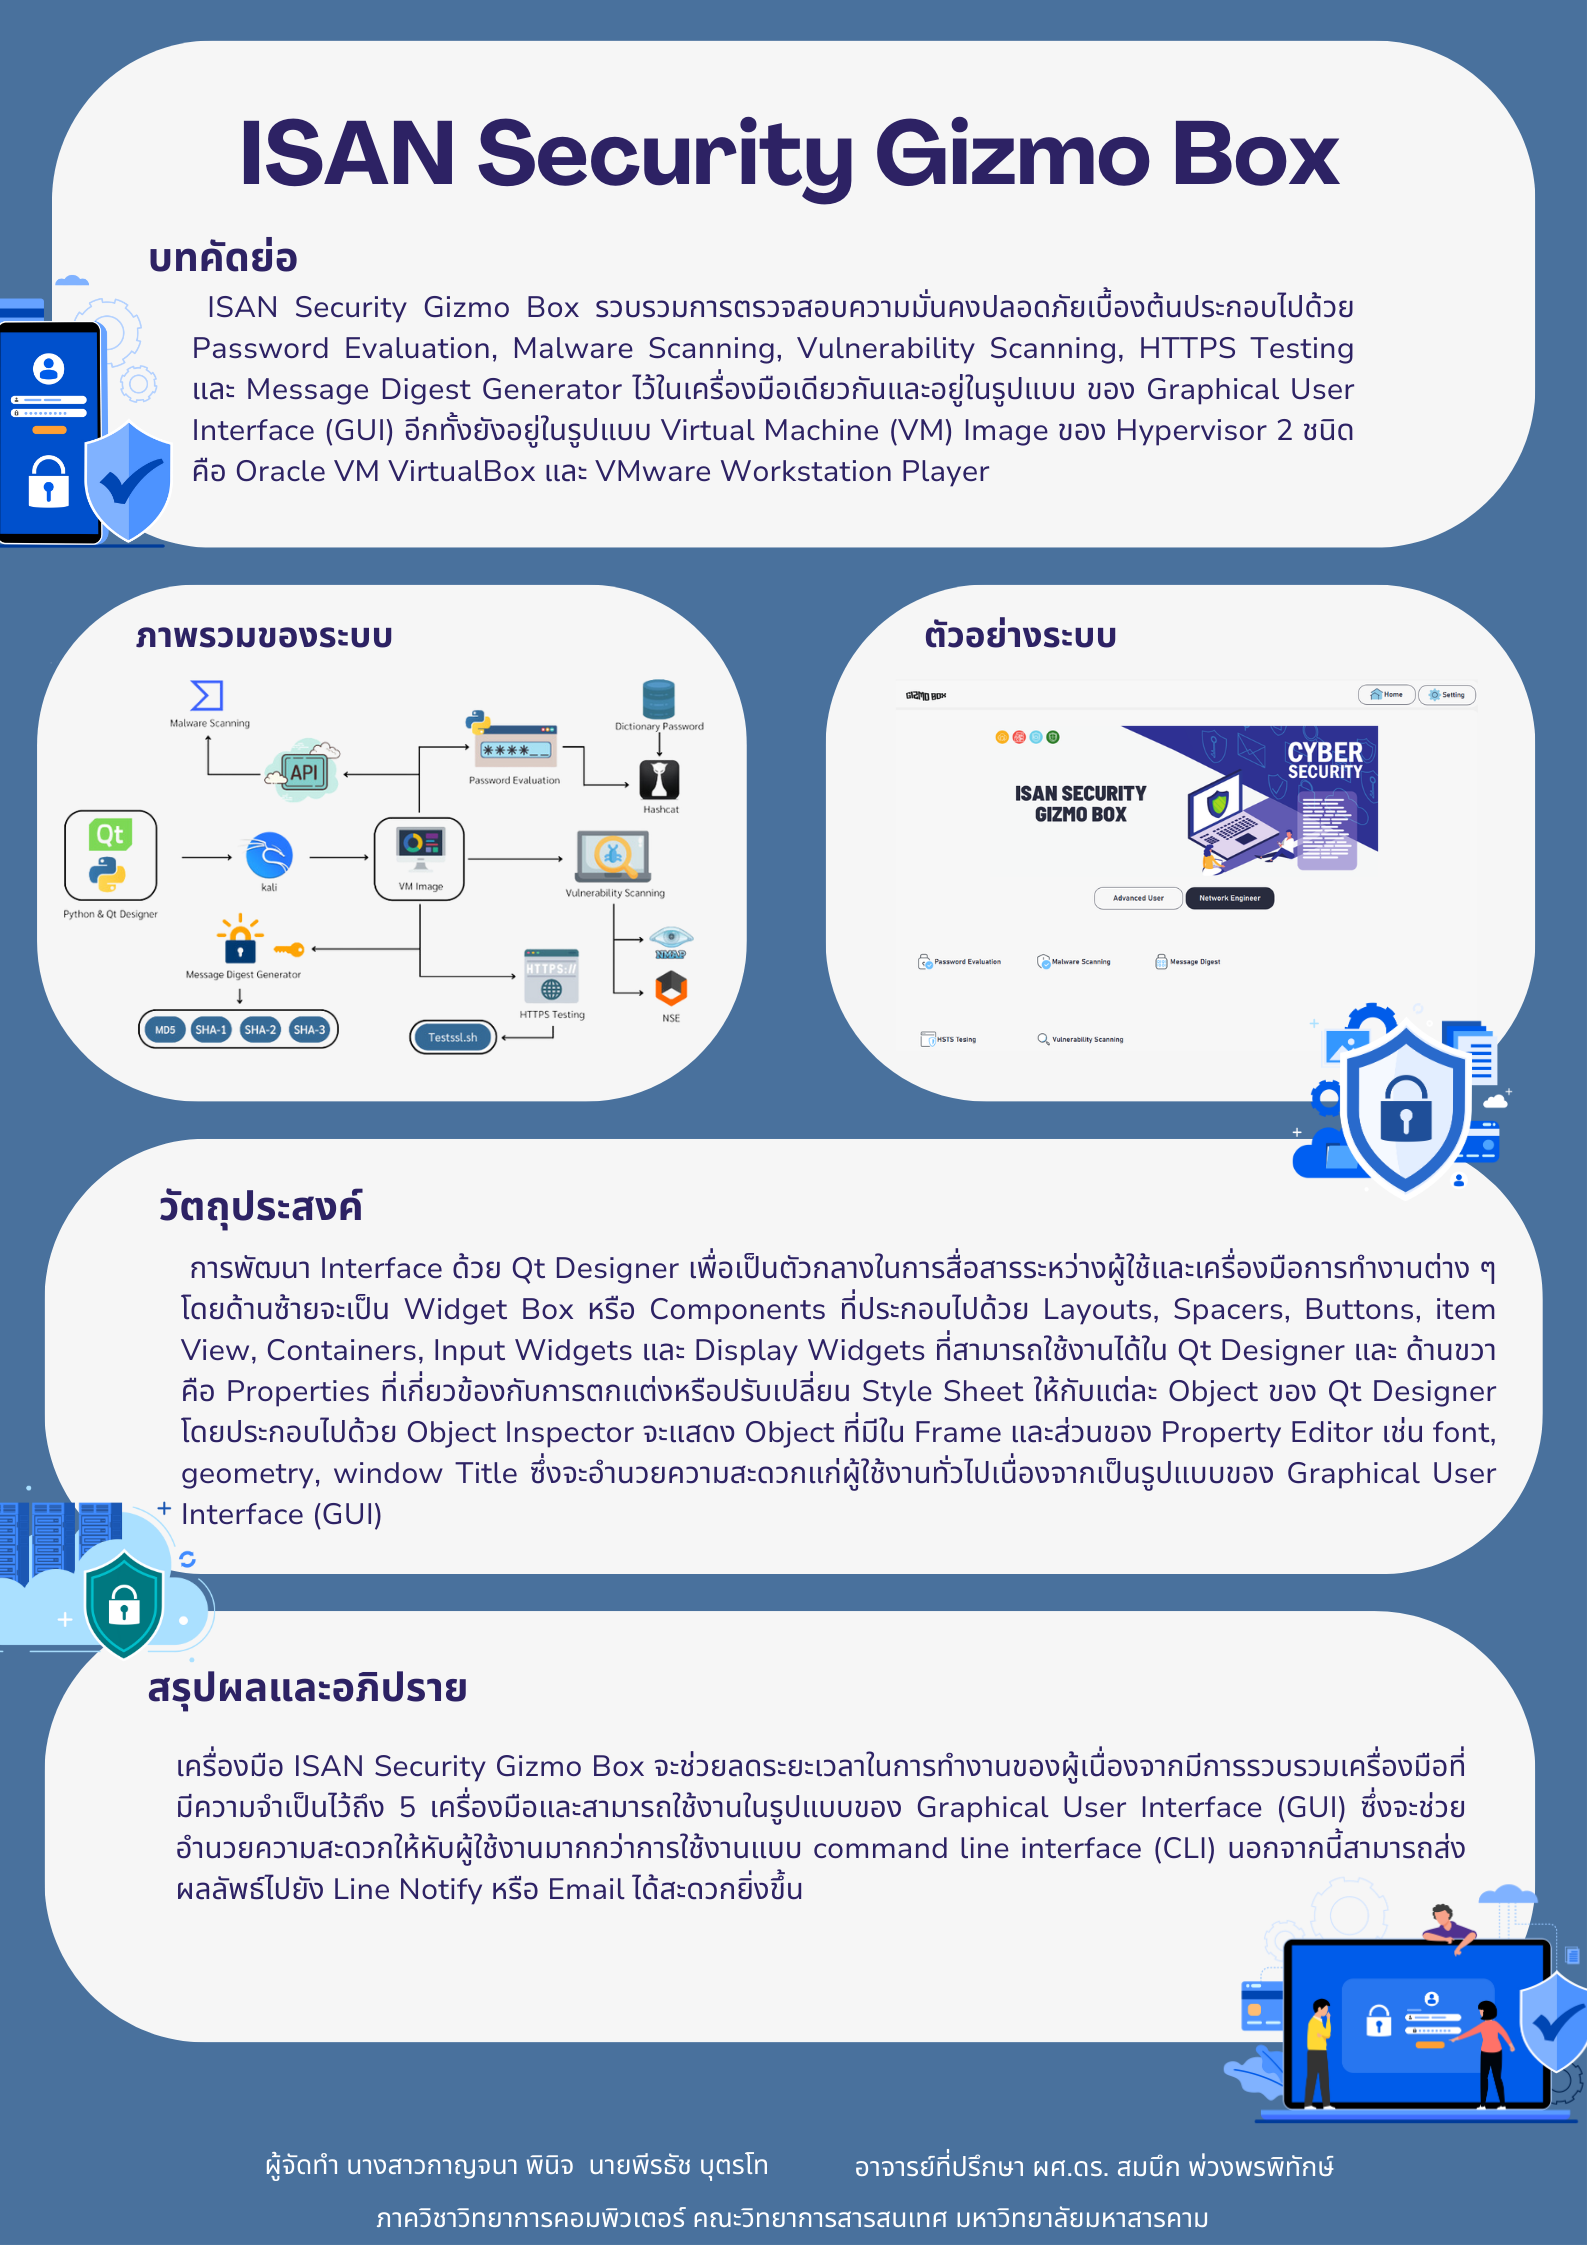 ISAN Security Gizmo Box
บทคัดย่อ
ISAN Security Gizmo Box รวบรวมการตรวจสอบความมั่นคงปลอดภัยเบื้องต้นประกอบไปด้วย
Password Evaluation, Malware Scanning, Vulnerability Scanning, HTTPS Testing
และ Message Digest Generator ไว้ในเครื่องมือเดียวกันและอยู่ในรูปแบบ ของ Graphical User
Interface (GUI) อีกทั้งยังอยู่ในรูปแบบ Virtual Machine (VM) Image ของ Hypervisor 2 ชนิด
คือ Oracle VM VirtualBox และ VMware Workstation Player
ภาพรวมของระบบ
Malware Scanning
API
Password Evaluation
Dictionary Password
Hashcat
Qt
Python & Qt Designer
kali
VM Image
Vulnerability Scanning
NMAP
NSE
Message Digest Generator
MD5 SHA-1 SHA-2 SHA-3
HTTPS://
HTTPS Testing
Testssl.sh
ตัวอย่างระบบ
GIZMO BOX
Home
Setting
CYBER
SECURITY
ISAN SECURITY
GIZMO BOX
Advanced User
Network Engineer
Password Evaluation
Malware Scanning
Message Digest
HSTS Tesing
Vulnerability Scanning
วัตถุประสงค์
การพัฒนา Interface ด้วย Qt Designer เพื่อเป็นตัวกลางในการสื่อสารระหว่างผู้ใช้และเครื่องมือการทำงานต่าง ๆ
โดยด้านซ้ายจะเป็น Widget Box หรือ Components ที่ประกอบไปด้วย Layouts, Spacers, Buttons, item
View, Containers, Input Widgets และ Display Widgets ที่สามารถใช้งานได้ใน Qt Designer และ ด้านขวา
คือ Properties ที่เกี่ยวข้องกับการตกแต่งหรือปรับเปลี่ยน Style Sheet ให้กับแต่ละ Object ของ Qt Designer
โดยประกอบไปด้วย Object Inspector จะแสดง Object ที่มีใน Frame และส่วนของ Property Editor เช่น font,
geometry, window Title ซึ่งจะอำนวยความสะดวกแก่ผู้ใช้งานทั่วไปเนื่องจากเป็นรูปแบบของ Graphical User
Interface (GUI)
สรุปผลและอภิปราย
เครื่องมือ ISAN Security Gizmo Box จะช่วยลดระยะเวลาในการทำงานของผู้เนื่องจากมีการรวบรวมเครื่องมือที่
มีความจำเป็นไว้ถึง 5 เครื่องมือและสามารถใช้งานในรูปแบบของ Graphical User Interface (GUI) ซึ่งจะช่วย
อำนวยความสะดวกให้หับผู้ใช้งานมากกว่าการใช้งานแบบ command line interface (CLI) นอกจากนี้สามารถส่ง
ผลลัพธ์ไปยัง Line Notify หรือ Email ได้สะดวกยิ่งขึ้น
ผู้จัดทำ นางสาวกาญจนา พินิจ นายพีรธัช บุตรโท
อาจารย์ที่ปรึกษา ผศ.ดร. สมนึก พ่วงพรพิทักษ์
ภาควิชาวิทยาการคอมพิวเตอร์ คณะวิทยาการสารสนเทศ มหาวิทยาลัยมหาสารคาม